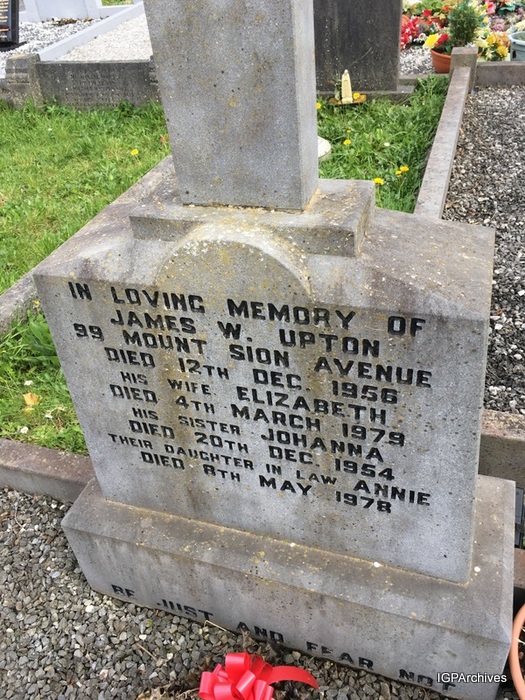 IN LOVING MEMORY OF
JAMES W. UPTON
99 MOUNT SION AVENUE
DIED 12TH DEC. 1956
HIS WIFE ELIZABETH
DIED 4TH MARCH 1979
HIS SISTER JOHANNA
DIED 20TH DEC. 1954
THEIR DAUGHTER IN LAW ANNIE
DIED 8TH MAY 1978
BE JUST AND FEAR NO
IGPArchives